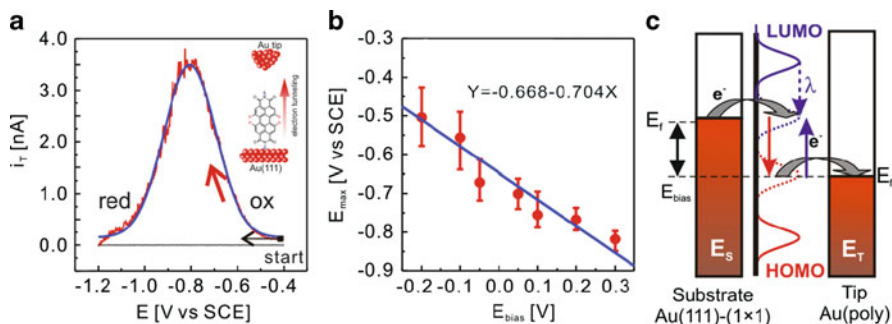 a
4.0
3.0
2.0
1.0
0.0
i_T [nA]
Au tip
electron tunneling
Au(111)
red
ox
start
-1.2 -1.0 -0.8 -0.6 -0.4
E [V vs SCE]
b
-0.3
-0.4
-0.5
-0.6
-0.7
-0.8
-0.9
E_max [V vs SCE]
Y=-0.668-0.704X
-0.2 -0.1 0.0 0.1 0.2 0.3
E_bias [V]
c
LUMO
e-
λ
E_f
e-
E_f
E_bias
E_S
E_T
HOMO
Substrate
Au(111)-(1×1)
Tip
Au(poly)